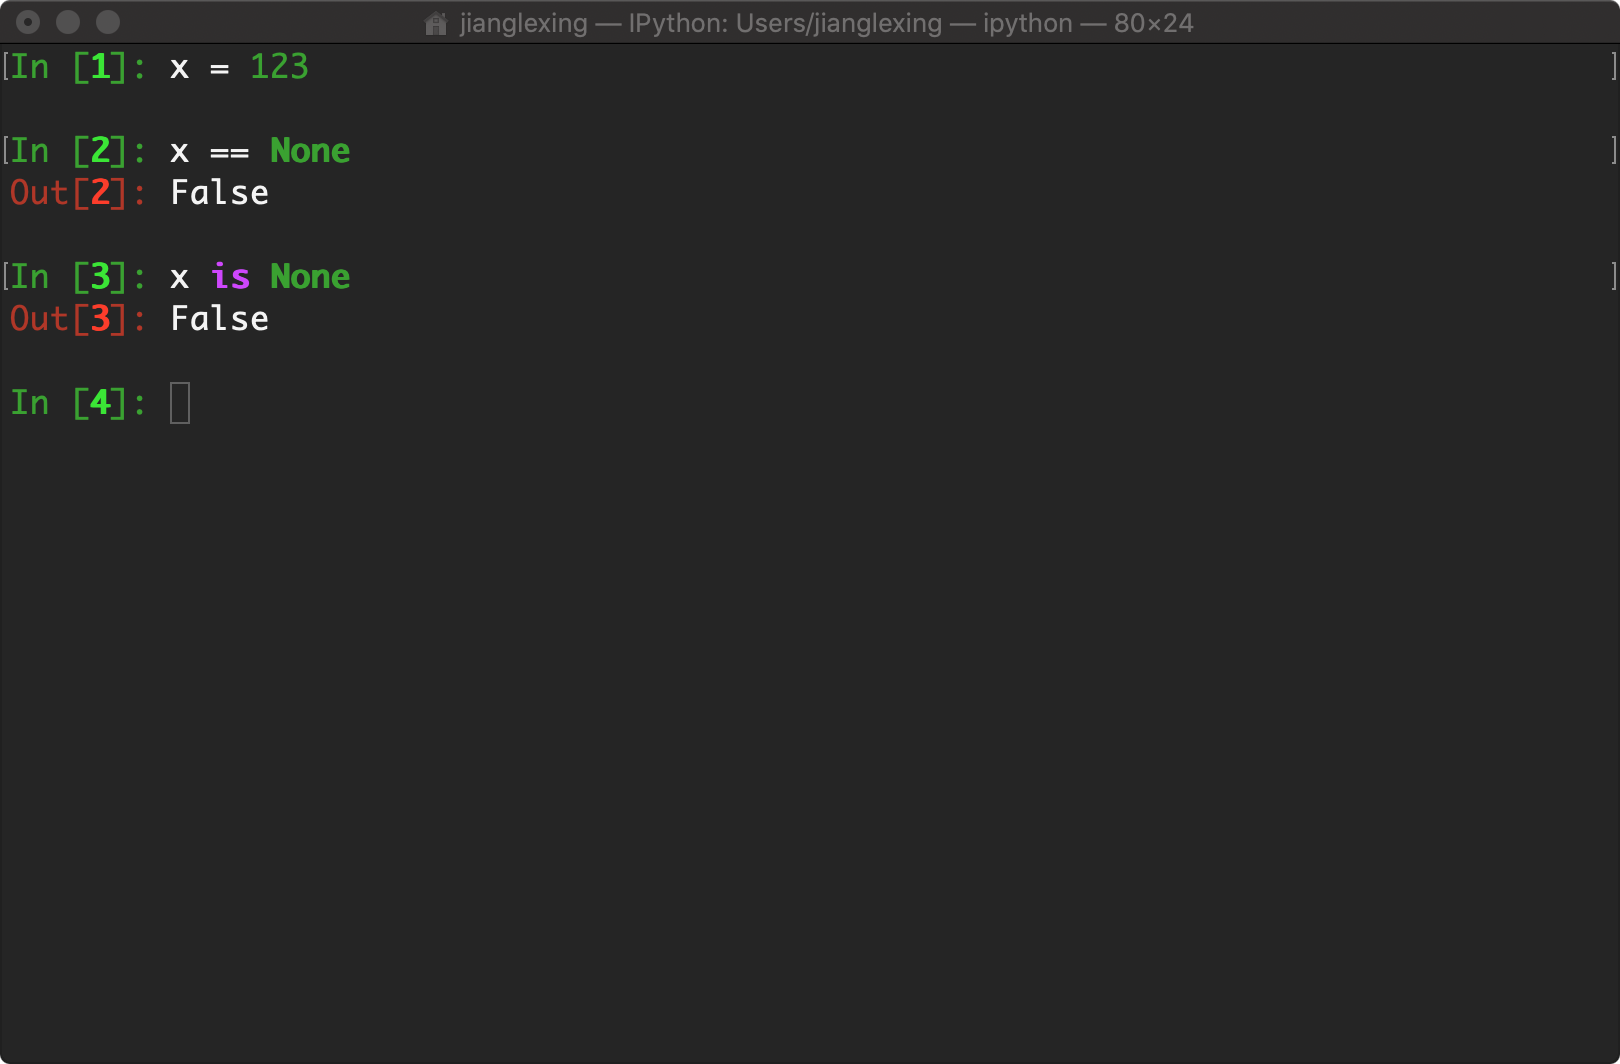 jianglexing — IPython: Users/jianglexing — ipython — 80×24
In [1]: x = 123
In [2]: x == None
Out[2]: False
In [3]: x is None
Out[3]: False
In [4]: